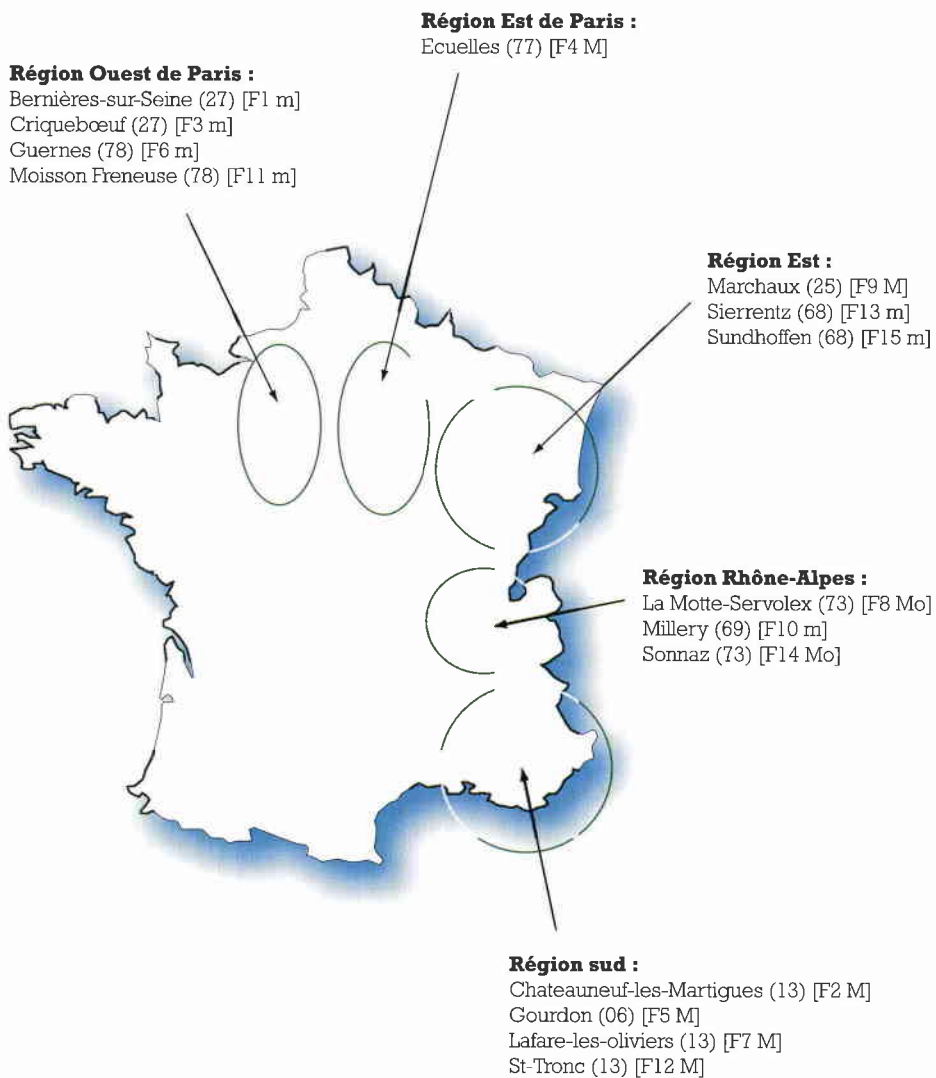 Région Est de Paris :
Ecuelles (77) [F4 M]
Région Ouest de Paris :
Bernières-sur-Seine (27) [F1 m]
Criquebœuf (27) [F3 m]
Guernes (78) [F6 m]
Moisson Freneuse (78) [F11 m]
Région Est :
Marchaux (25) [F9 M]
Sierrentz (68) [F13 m]
Sundhoffen (68) [F15 m]
Région Rhône-Alpes :
La Motte-Servolex (73) [F8 Mo]
Millery (69) [F10 m]
Sonnaz (73) [F14 Mo]
Région sud :
Chateauneuf-les-Martigues (13) [F2 M]
Gourdon (06) [F5 M]
Lafare-les-oliviers (13) [F7 M]
St-Tronc (13) [F12 M]